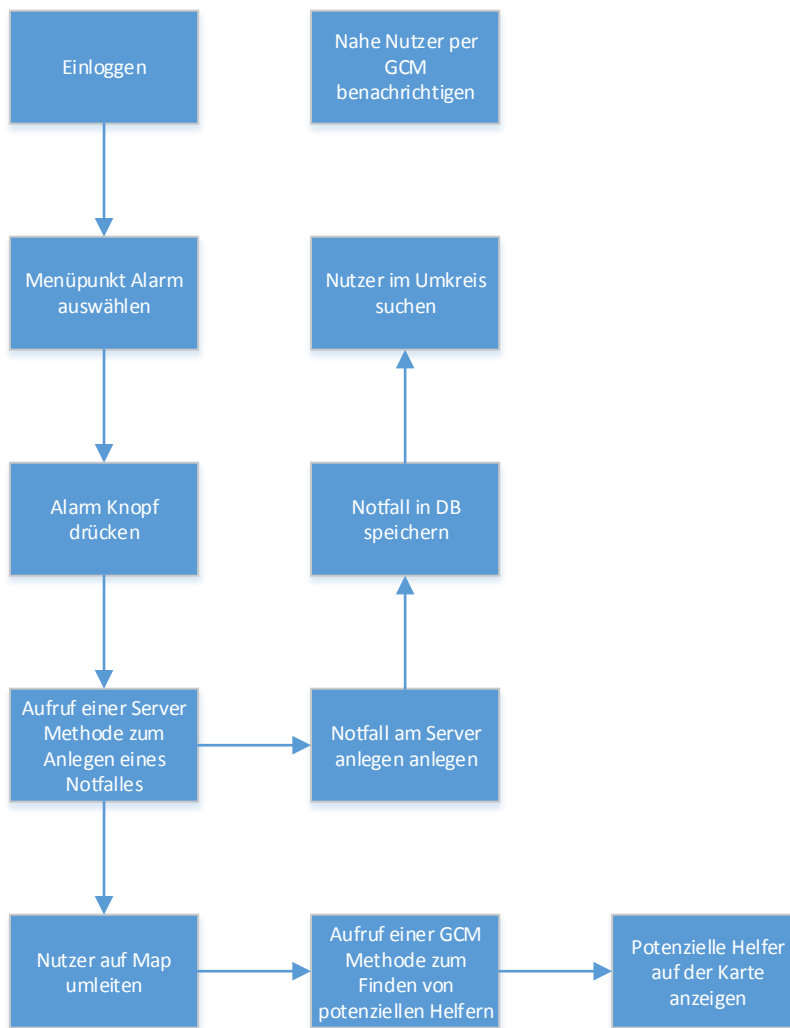 Einloggen
Nahe Nutzer per
GCM
benachrichtigen
Menüpunkt Alarm
auswählen
Nutzer im Umkreis
suchen
Alarm Knopf
drücken
Notfall in DB
speichern
Aufruf einer Server
Methode zum
Anlegen eines
Notfalles
Notfall am Server
anlegen anlegen
Nutzer auf Map
umleiten
Aufruf einer GCM
Methode zum
Finden von
potenziellen Helfern
Potenzielle Helfer
auf der Karte
anzeigen